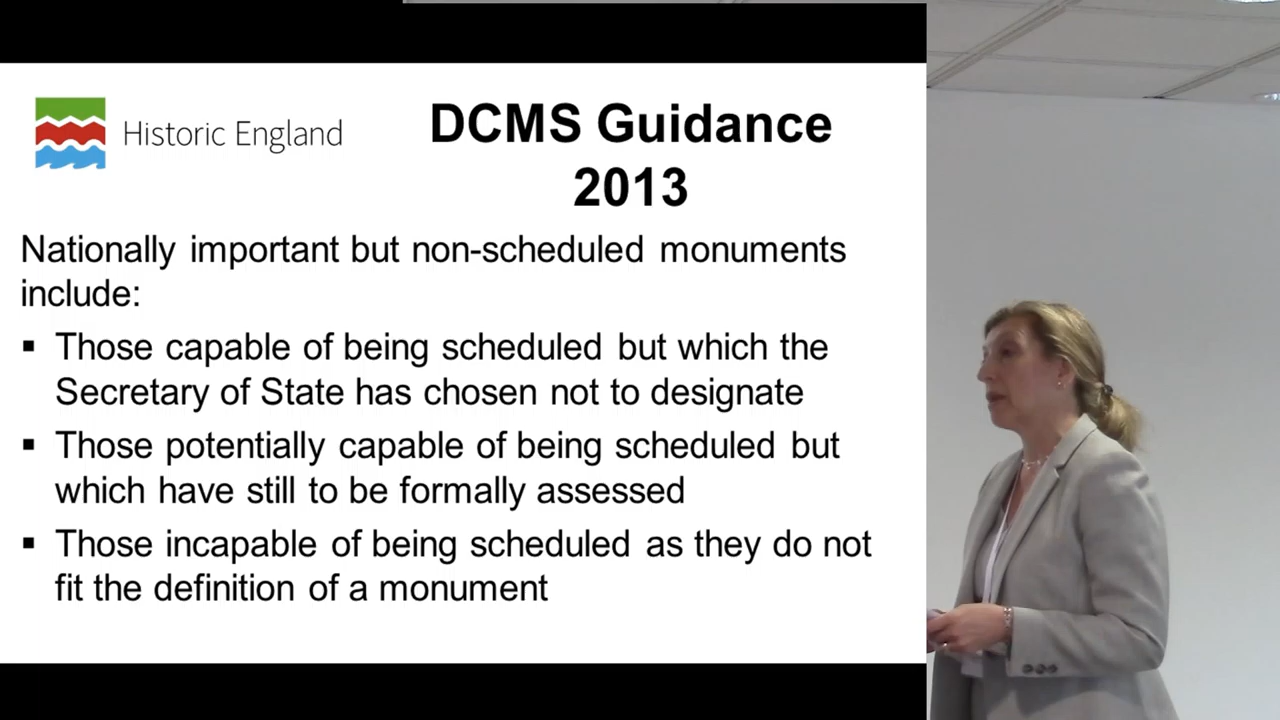 Historic England
DCMS Guidance
2013
Nationally important but non-scheduled monuments
include:
▪ Those capable of being scheduled but which the
Secretary of State has chosen not to designate
▪ Those potentially capable of being scheduled but
which have still to be formally assessed
▪ Those incapable of being scheduled as they do not
fit the definition of a monument